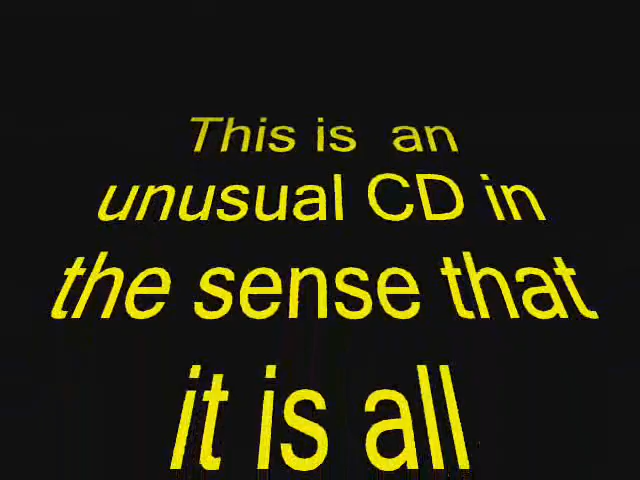 This is an
unusual CD in
the sense that
it is all